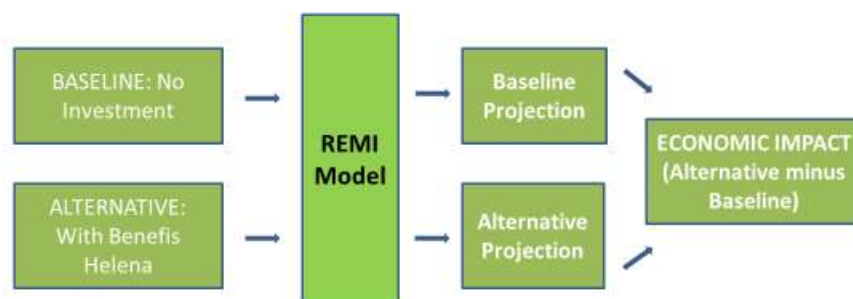 BASELINE: No
Investment
ALTERNATIVE:
With Benefis
Helena
REMI
Model
Baseline
Projection
Alternative
Projection
ECONOMIC IMPACT
(Alternative minus
Baseline)